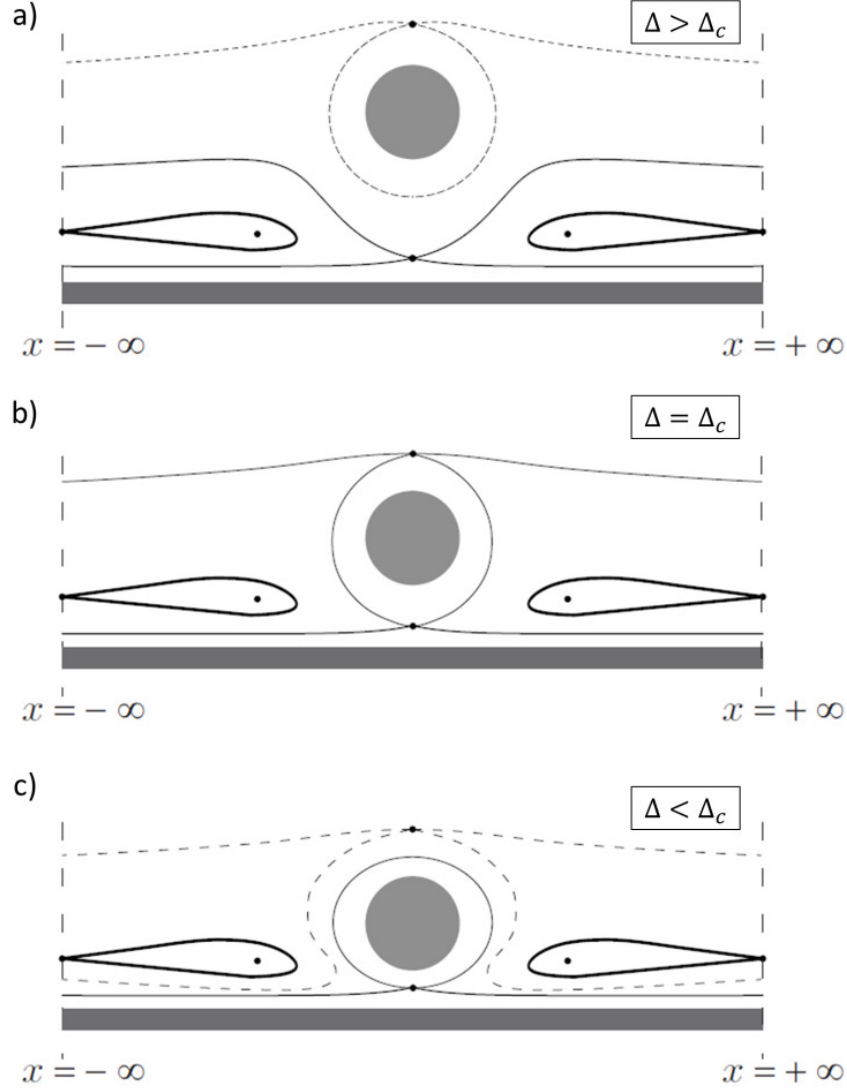 a)
Δ > Δ_c
x = − ∞
x = + ∞
b)
Δ = Δ_c
x = − ∞
x = + ∞
c)
Δ < Δ_c
x = − ∞
x = + ∞